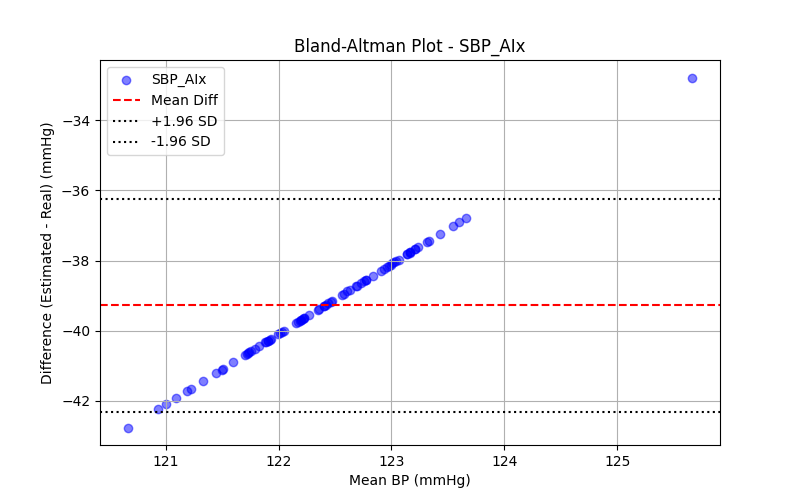 Bland-Altman Plot - SBP_AIx
SBP_AIx
Mean Diff
+1.96 SD
-1.96 SD
Difference (Estimated - Real) (mmHg)
−34
−36
−38
−40
−42
121 122 123 124 125
Mean BP (mmHg)